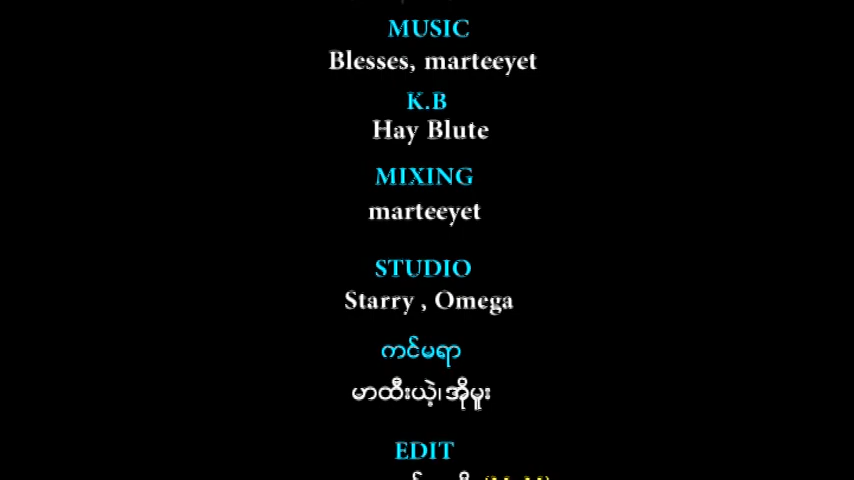 MUSIC
Blesses, marteeyet
K.B
Hay Blute
MIXING
marteeyet
STUDIO
Starry , Omega
ကင်မရာ
မာထီးယဲ့၊အိုမူး
EDIT